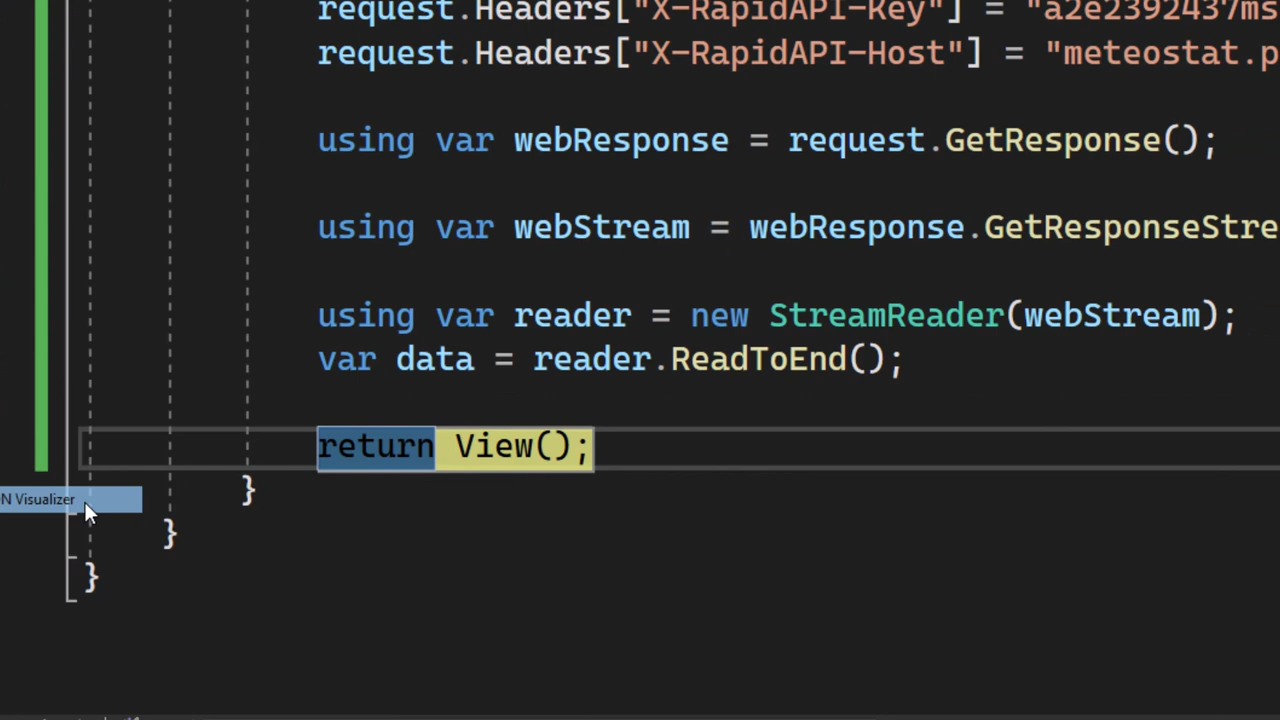 request.Headers["X-RapidAPI-Key"] = "a2e2392437ms
request.Headers["X-RapidAPI-Host"] = "meteostat.p
using var webResponse = request.GetResponse();
using var webStream = webResponse.GetResponseStre
using var reader = new StreamReader(webStream);
var data = reader.ReadToEnd();
return View();
}
N Visualizer
}
}